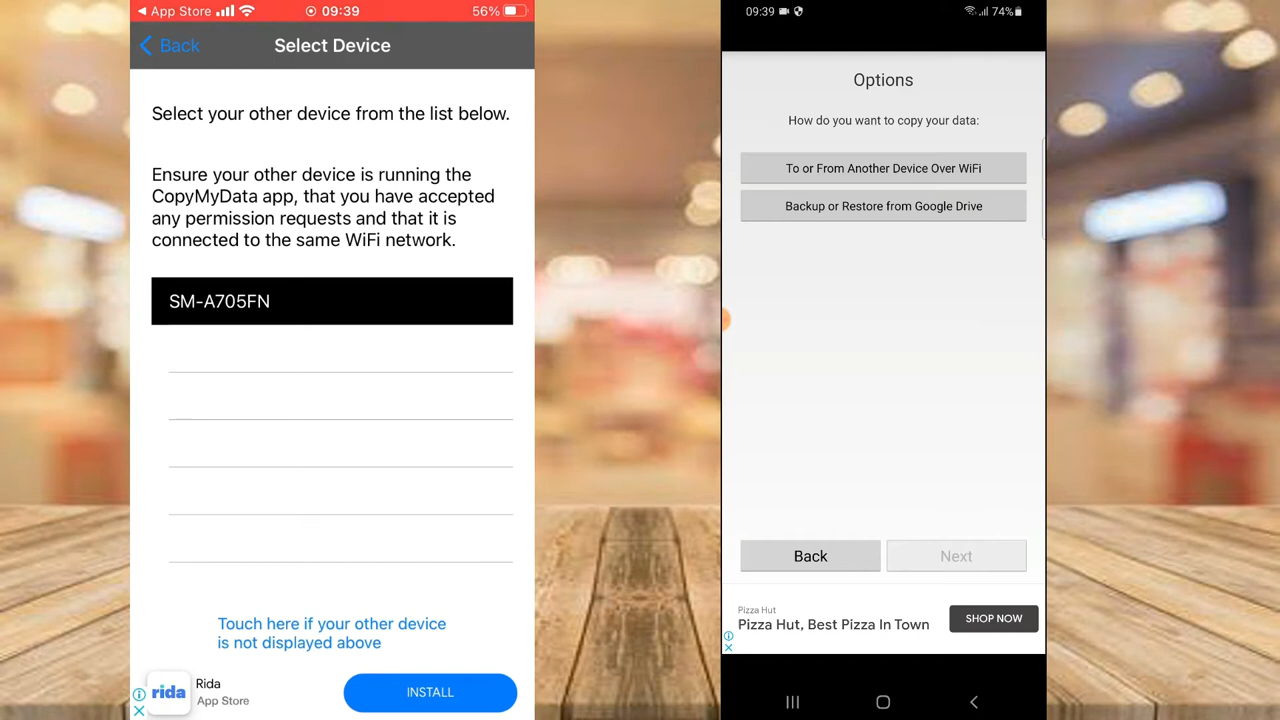 App Store
09:39
56%
Back
Select Device
Select your other device from the list below.
Ensure your other device is running the
CopyMyData app, that you have accepted
any permission requests and that it is
connected to the same WiFi network.
SM-A705FN
Touch here if your other device
is not displayed above
rida
Rida
App Store
INSTALL
09:39
74%
Options
How do you want to copy your data:
To or From Another Device Over WiFi
Backup or Restore from Google Drive
Back
Next
Pizza Hut
Pizza Hut, Best Pizza In Town
SHOP NOW